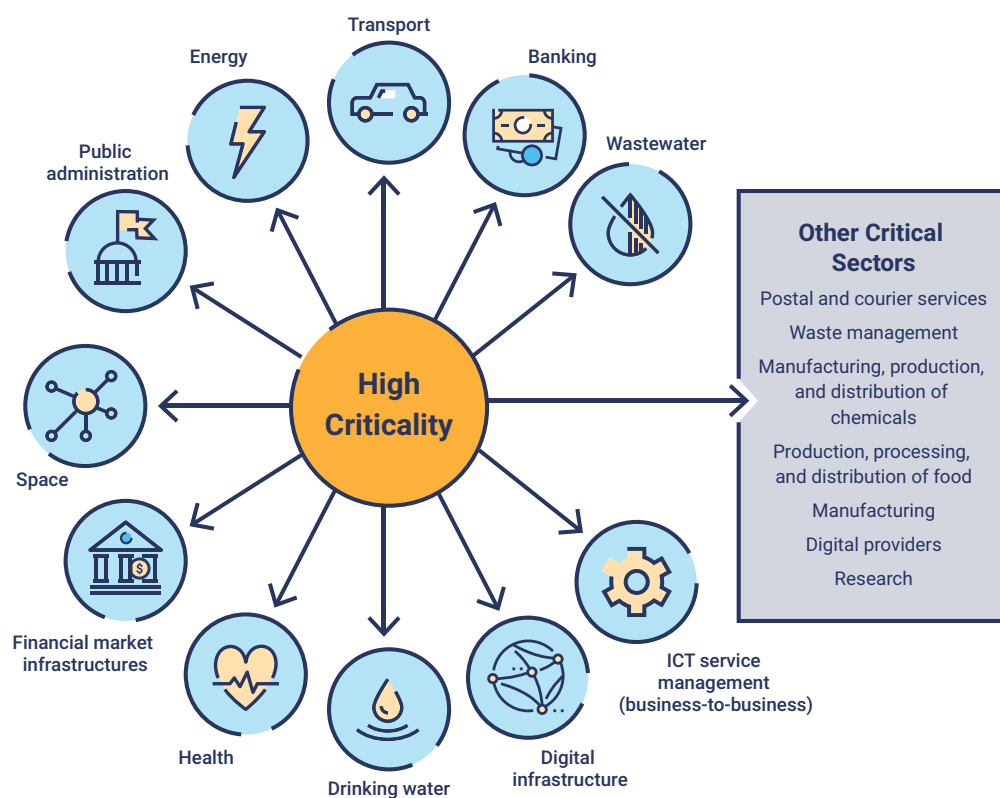 Transport
Energy
Banking
Wastewater
Public
administration
High
Criticality
Space
Financial market
infrastructures
$
Health
Drinking water
Digital
infrastructure
ICT service
management
(business-to-business)
Other Critical
Sectors
Postal and courier services
Waste management
Manufacturing, production,
and distribution of
chemicals
Production, processing,
and distribution of food
Manufacturing
Digital providers
Research